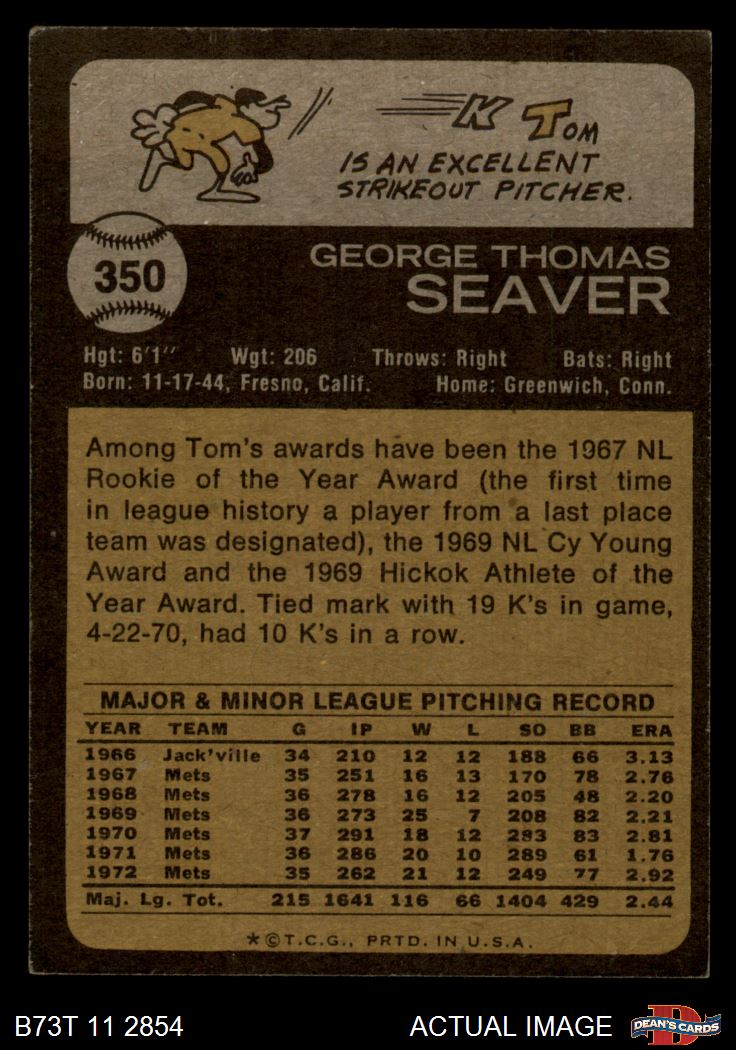 K TOM
IS AN EXCELLENT
STRIKEOUT PITCHER.
350
GEORGE THOMAS
SEAVER
Hgt: 6'1" Wgt: 206 Throws: Right Bats: Right
Born: 11-17-44, Fresno, Calif. Home: Greenwich, Conn.
Among Tom's awards have been the 1967 NL
Rookie of the Year Award (the first time
in league history a player from a last place
team was designated), the 1969 NL Cy Young
Award and the 1969 Hickok Athlete of the
Year Award. Tied mark with 19 K's in game,
4-22-70, had 10 K's in a row.
MAJOR & MINOR LEAGUE PITCHING RECORD
YEAR TEAM G IP W L SO BB ERA
1966 Jack'ville 34 210 12 12 188 66 3.13
1967 Mets 35 251 16 13 170 78 2.76
1968 Mets 36 278 16 12 205 48 2.20
1969 Mets 36 273 25 7 208 82 2.21
1970 Mets 37 291 18 12 283 83 2.81
1971 Mets 36 286 20 10 289 61 1.76
1972 Mets 35 262 21 12 249 77 2.92
Maj. Lg. Tot. 215 1641 116 66 1404 429 2.44
*©T.C.G., PRTD. IN U.S.A.
B73T 11 2854 ACTUAL IMAGE DEAN'S CARDS